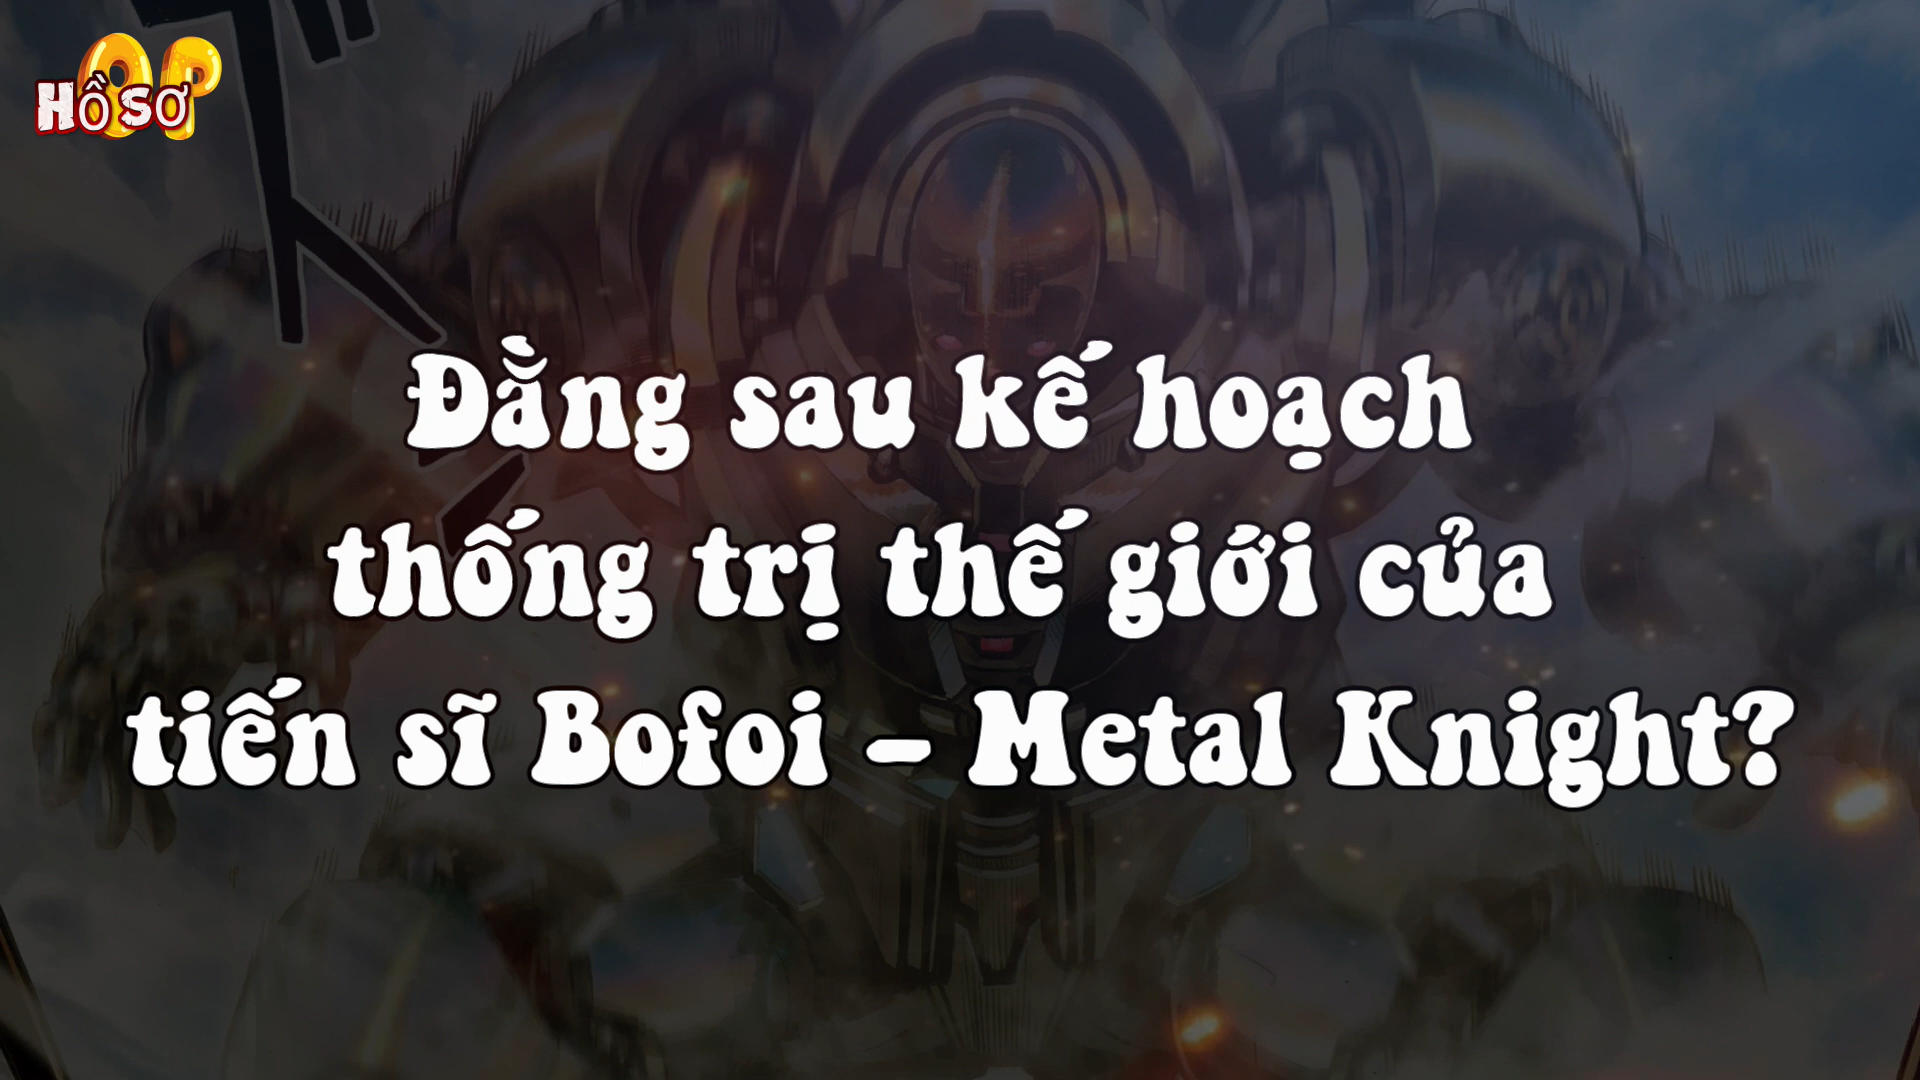 OP
Hồ sơ
Đằng sau kế hoạch
thống trị thế giới của
tiến sĩ Bofoi – Metal Knight?